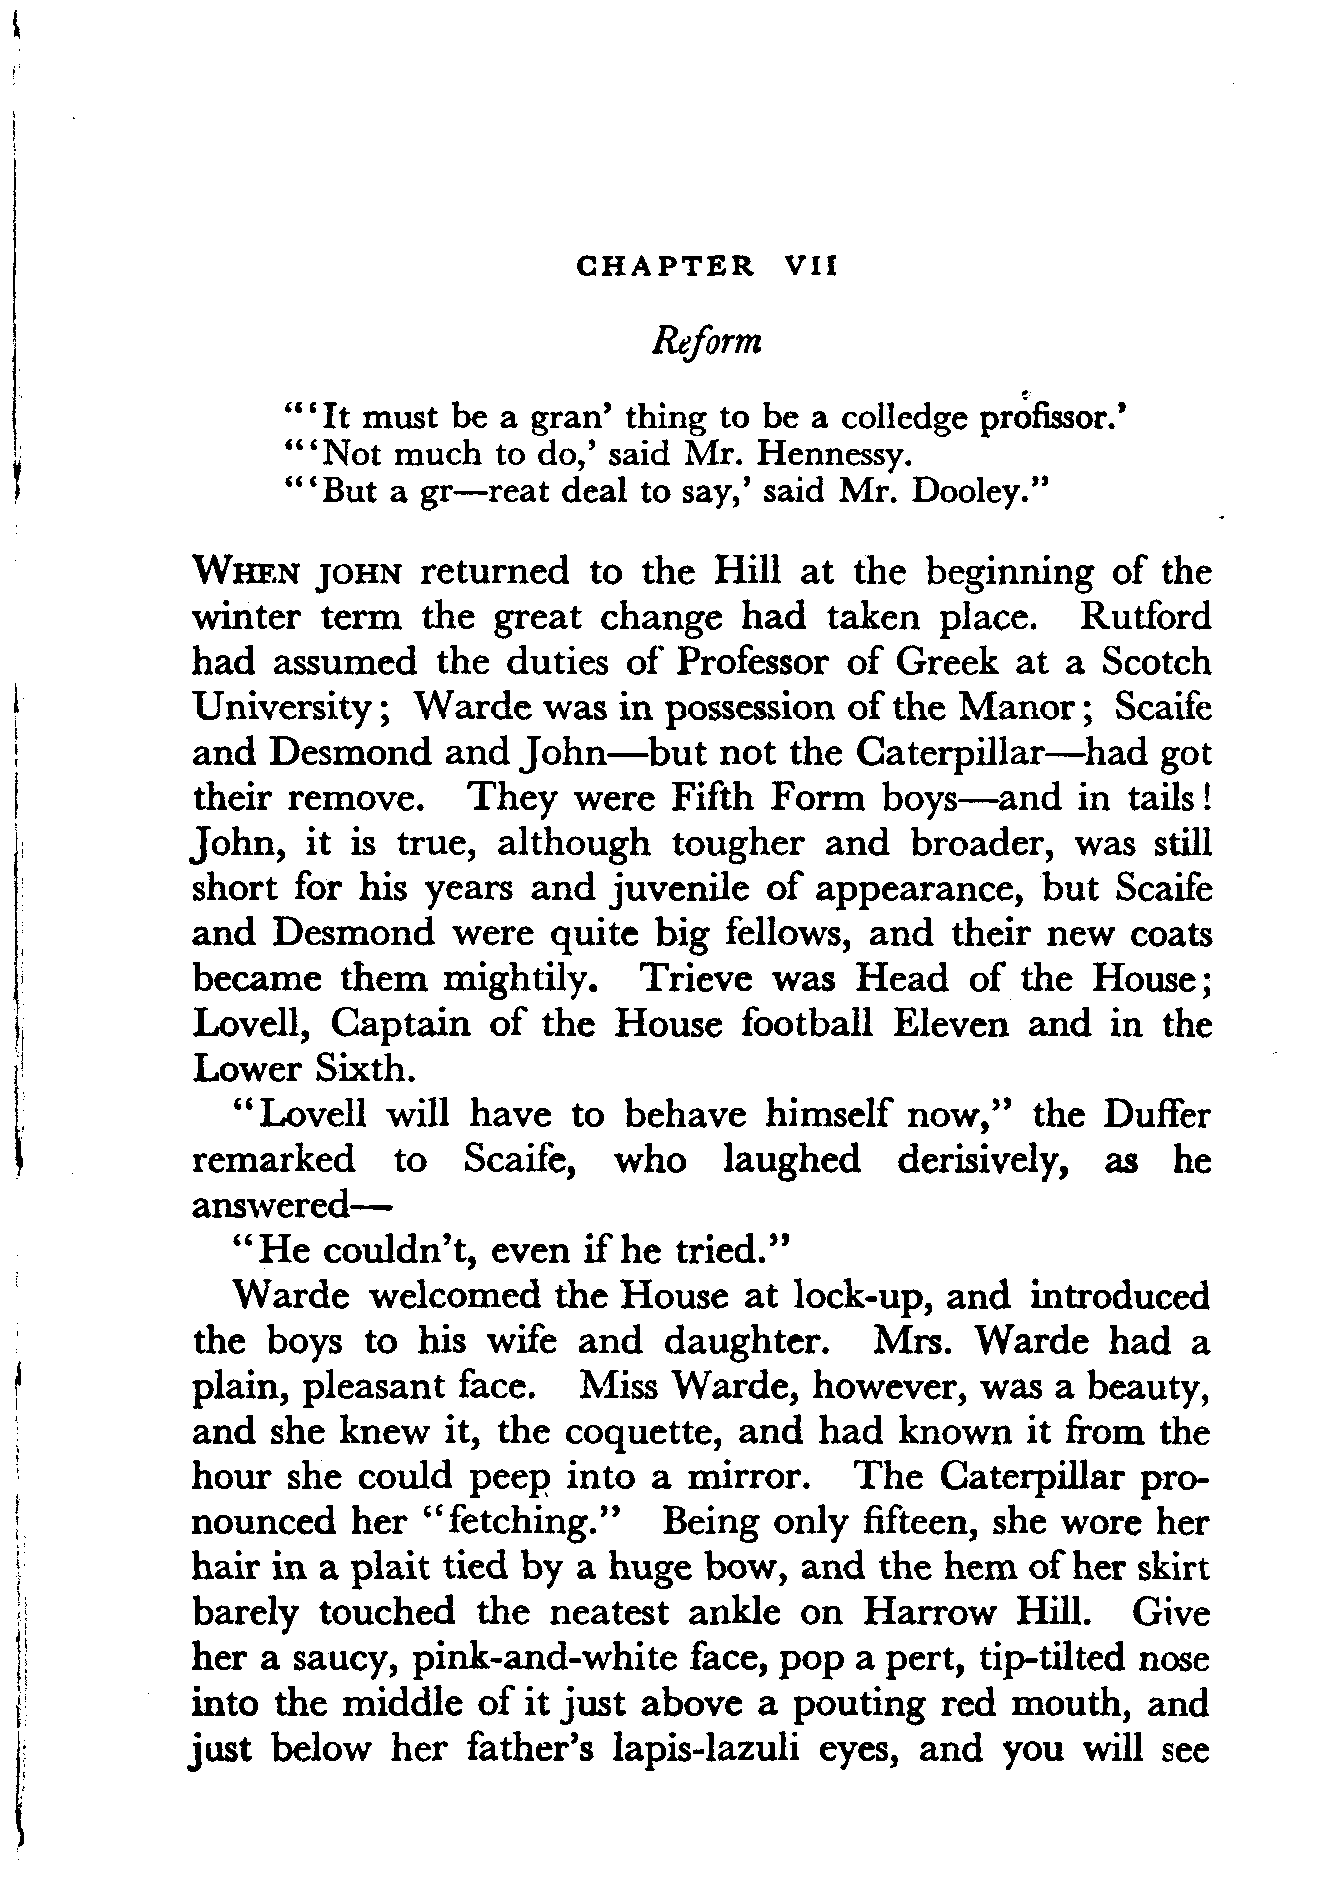 CHAPTER VII
Reform
"'It must be a gran' thing to be a colledge profissor.'
"'Not much to do,' said Mr. Hennessy.
"'But a gr—reat deal to say,' said Mr. Dooley."
WHEN JOHN returned to the Hill at the beginning of the
winter term the great change had taken place. Rutford
had assumed the duties of Professor of Greek at a Scotch
University; Warde was in possession of the Manor; Scaife
and Desmond and John—but not the Caterpillar—had got
their remove. They were Fifth Form boys—and in tails!
John, it is true, although tougher and broader, was still
short for his years and juvenile of appearance, but Scaife
and Desmond were quite big fellows, and their new coats
became them mightily. Trieve was Head of the House;
Lovell, Captain of the House football Eleven and in the
Lower Sixth.
"Lovell will have to behave himself now," the Duffer
remarked to Scaife, who laughed derisively, as he
answered—
"He couldn't, even if he tried."
Warde welcomed the House at lock-up, and introduced
the boys to his wife and daughter. Mrs. Warde had a
plain, pleasant face. Miss Warde, however, was a beauty,
and she knew it, the coquette, and had known it from the
hour she could peep into a mirror. The Caterpillar pro-
nounced her "fetching." Being only fifteen, she wore her
hair in a plait tied by a huge bow, and the hem of her skirt
barely touched the neatest ankle on Harrow Hill. Give
her a saucy, pink-and-white face, pop a pert, tip-tilted nose
into the middle of it just above a pouting red mouth, and
just below her father's lapis-lazuli eyes, and you will see